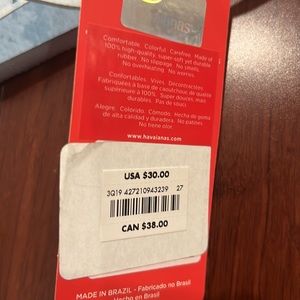 Comfortable. Colorful. Carefree. Made of
100% high-quality, super-soft yet durable
rubber. No slippage. No smells.
No overheating. No worries.
Confortables. Vives. Décontractées.
Fabriquées à base de caoutchouc de qualité
supérieure à 100%. Super douces, mais
durables. Pas de soucis.
Alegre. Colorido. Cómodo. Hecho de goma
de alta calidad y duradera. No patines
No tiene olor.
www.havaianas.com
USA $30.00
3Q19 427210943239 27
CAN $38.00
MADE IN BRAZIL - Fabricado no Brasil
Hecho en Brasil